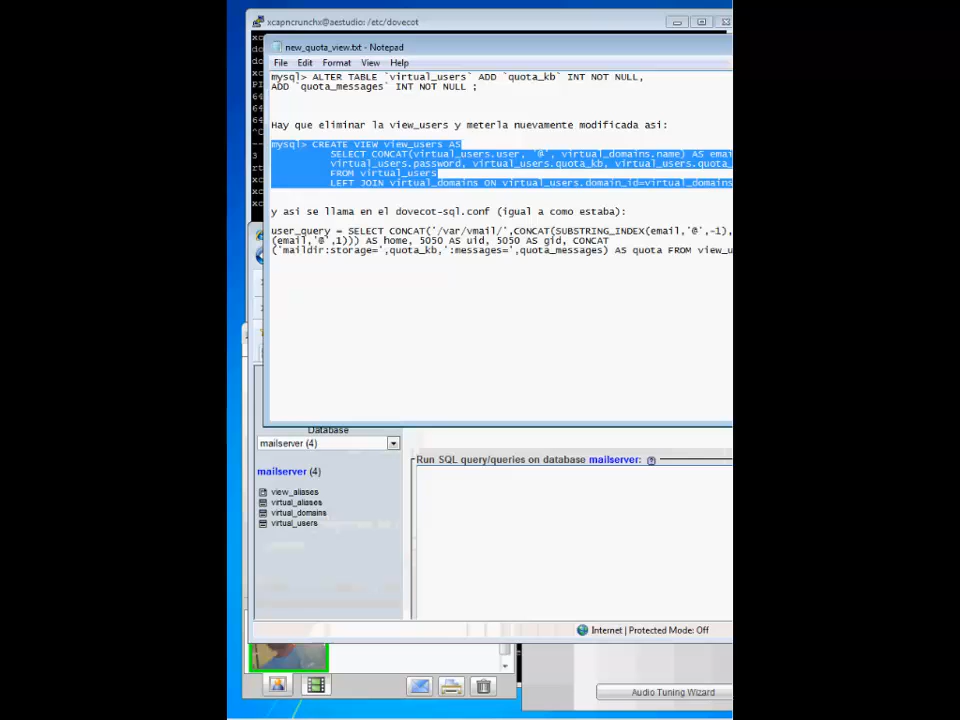 xcapncrunchx@aestudio: /etc/dovecot
new_quota_view.txt - Notepad
File Edit Format View Help
mysql> ALTER TABLE `virtual_users` ADD `quota_kb` INT NOT NULL,
ADD `quota_messages` INT NOT NULL ;
Hay que eliminar la view_users y meterla nuevamente modificada asi:
mysql> CREATE VIEW view_users AS
SELECT CONCAT(virtual_users.user, '@', virtual_domains.name) AS emai
virtual_users.password, virtual_users.quota_kb, virtual_users.quota_
FROM virtual_users
LEFT JOIN virtual_domains ON virtual_users.domain_id=virtual_domains
y asi se llama en el dovecot-sql.conf (igual a como estaba):
user_query = SELECT CONCAT('/var/vmail/',CONCAT(SUBSTRING_INDEX(email,'@',-1),
(email,'@',1))) AS home, 5050 AS uid, 5050 AS gid, CONCAT
('maildir:storage=',quota_kb,':messages=',quota_messages) AS quota FROM view_u
Database
mailserver (4)
Run SQL query/queries on database mailserver:
mailserver (4)
view_aliases
virtual_aliases
virtual_domains
virtual_users
Internet | Protected Mode: Off
Audio Tuning Wizard